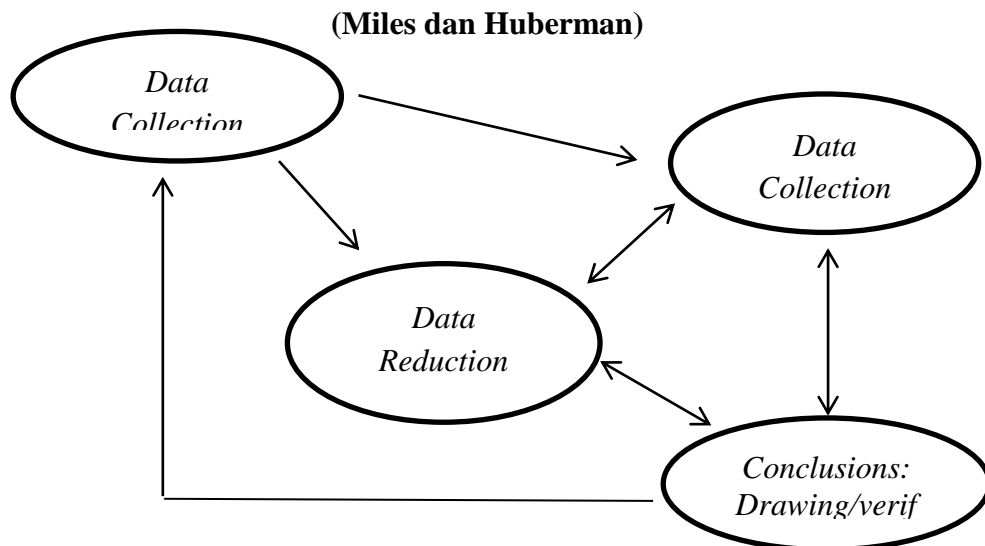 (Miles dan Huberman)
Data
Collection
Data
Collection
Data
Reduction
Conclusions:
Drawing/verif